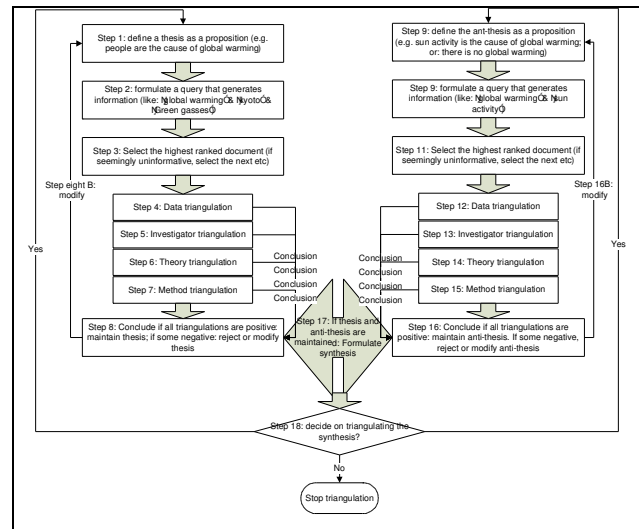 Step 1: define a thesis as a proposition (e.g.
people are the cause of global warming)
Step 2: formulate a query that generates
information (like: global warming & kyoto &
Green gasses)
Step 3: Select the highest ranked document (if
seemingly uninformative, select the next etc)
Step eight B:
modify
Yes
Step 4: Data triangulation
Step 5: Investigator triangulation
Step 6: Theory triangulation
Step 7: Method triangulation
Conclusion
Conclusion
Conclusion
Conclusion
Step 8: Conclude if all triangulations are positive:
maintain thesis; if some negative: reject or modify
thesis
Step 9: define the ant-thesis as a proposition
(e.g. sun activity is the cause of global warming;
or: there is no global warming)
Step 9: formulate a query that generates
information (like: global warming & sun
activity)
Step 11: Select the highest ranked document (if
seemingly uninformative, select the next etc)
Step 16B:
modify
Yes
Step 12: Data triangulation
Step 13: Investigator triangulation
Step 14: Theory triangulation
Step 15: Method triangulation
Conclusion
Conclusion
Conclusion
Conclusion
Step 16: Conclude if all triangulations are
positive: maintain anti-thesis. If some negative,
reject or modify anti-thesis
Step 17: If thesis and
anti-thesis are
maintained: Formulate
synthesis
Step 18: decide on triangulating the
synthesis?
No
Stop triangulation